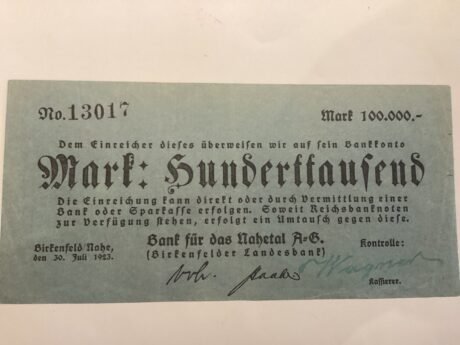 No. 13017 Mark 100.000.-
Dem Einreicher dieses überweisen wir auf sein Bankkonto
Mark: Hunderttausend
Die Einreichung kann direkt oder durch Vermittlung einer
Bank oder Sparkasse erfolgen. Soweit Reichsbanknoten
zur Verfügung stehen, erfolgt ein Umtausch gegen diese.
Birkenfeld Nahe, Bank für das Nahetal A=G. Kontrolle:
den 30. Juli 1923. (Birkenfelder Landesbank)
Kassierer.